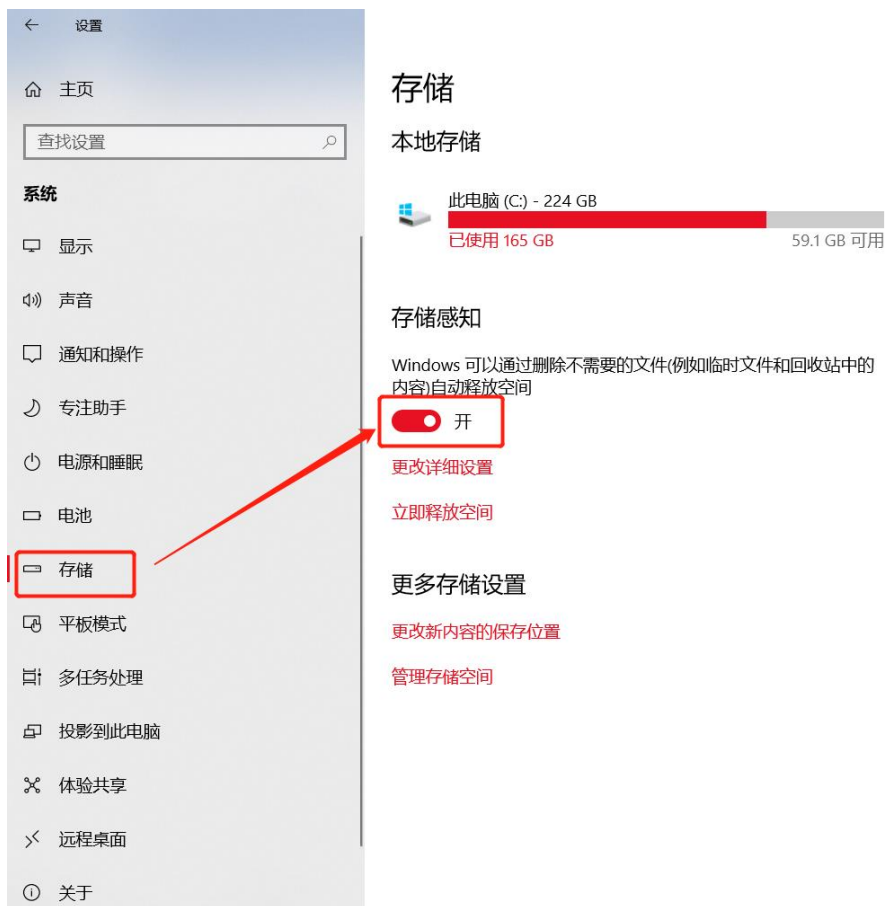 设置
主页
查找设置
系统
显示
声音
通知和操作
专注助手
电源和睡眠
电池
存储
平板模式
多任务处理
投影到此电脑
体验共享
远程桌面
关于
存储
本地存储
此电脑 (C:) - 224 GB
已使用 165 GB
59.1 GB 可用
存储感知
Windows 可以通过删除不需要的文件(例如临时文件和回收站中的
内容)自动释放空间
开
更改详细设置
立即释放空间
更多存储设置
更改新内容的保存位置
管理存储空间